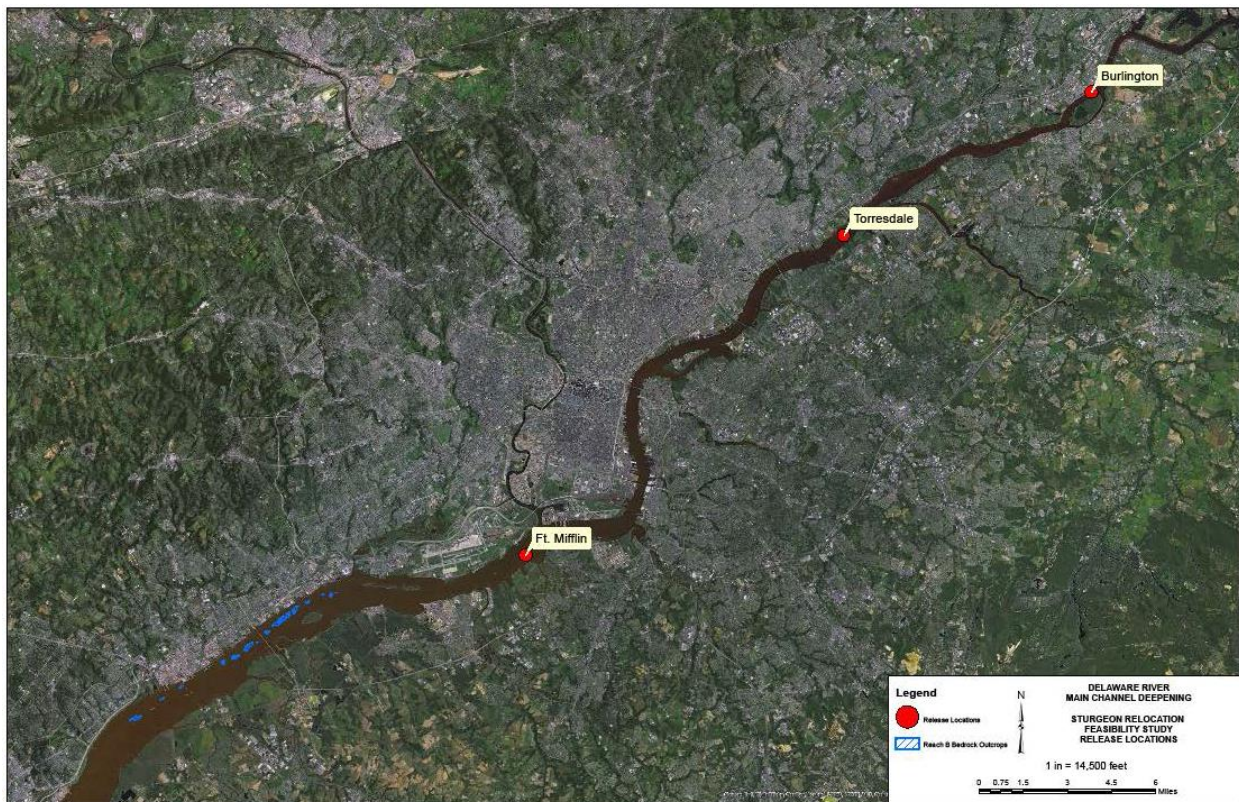 Burlington
Torresdale
Ft. Mifflin
Legend
Release Locations
Reach B Bedrock Outcrops
N
DELAWARE RIVER
MAIN CHANNEL DEEPENING
STURGEON RELOCATION
FEASIBILITY STUDY
RELEASE LOCATIONS
1 in = 14,500 feet
0 0.75 1.5 3 4.5 6
Miles